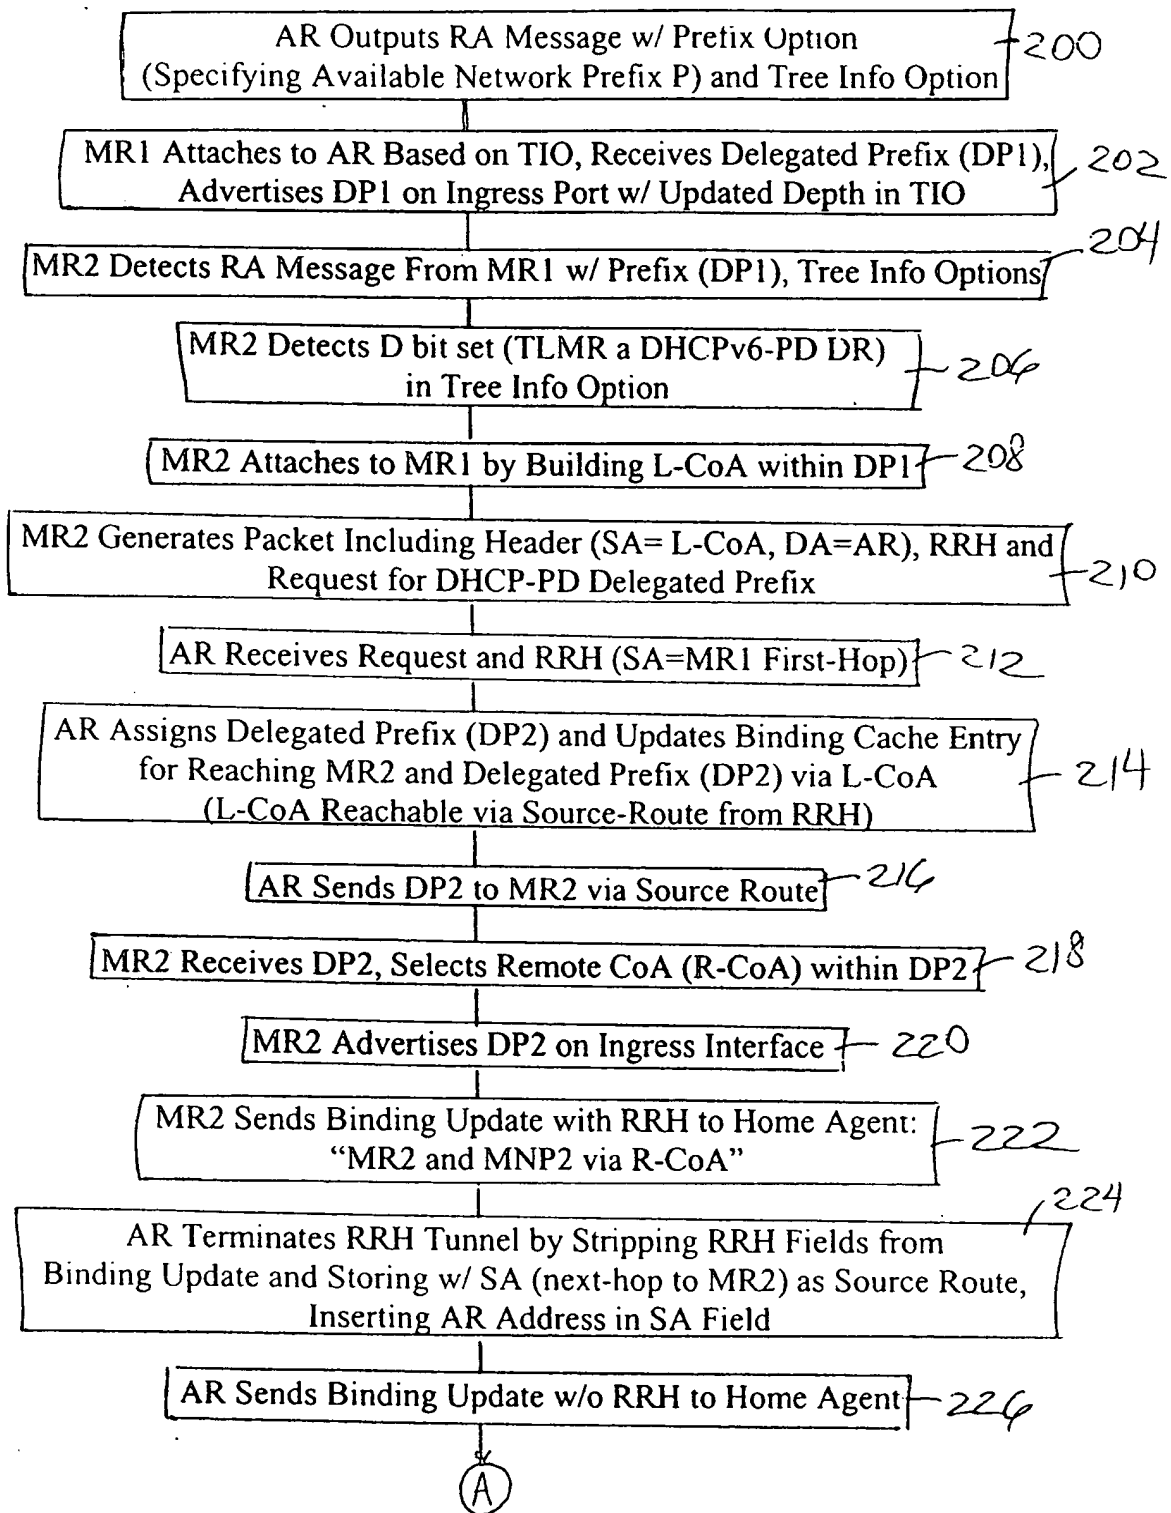 AR Outputs RA Message w/ Prefix Option
(Specifying Available Network Prefix P) and Tree Info Option
200
MR1 Attaches to AR Based on TIO, Receives Delegated Prefix (DP1),
Advertises DP1 on Ingress Port w/ Updated Depth in TIO
202
204
MR2 Detects RA Message From MR1 w/ Prefix (DP1), Tree Info Options
MR2 Detects D bit set (TLMR a DHCPv6-PD DR)
in Tree Info Option
206
MR2 Attaches to MR1 by Building L-CoA within DP1
208
MR2 Generates Packet Including Header (SA= L-CoA, DA=AR), RRH and
Request for DHCP-PD Delegated Prefix
210
AR Receives Request and RRH (SA=MR1 First-Hop)
212
AR Assigns Delegated Prefix (DP2) and Updates Binding Cache Entry
for Reaching MR2 and Delegated Prefix (DP2) via L-CoA
(L-CoA Reachable via Source-Route from RRH)
214
AR Sends DP2 to MR2 via Source Route
216
MR2 Receives DP2, Selects Remote CoA (R-CoA) within DP2
218
MR2 Advertises DP2 on Ingress Interface
220
MR2 Sends Binding Update with RRH to Home Agent:
“MR2 and MNP2 via R-CoA”
222
224
AR Terminates RRH Tunnel by Stripping RRH Fields from
Binding Update and Storing w/ SA (next-hop to MR2) as Source Route,
Inserting AR Address in SA Field
AR Sends Binding Update w/o RRH to Home Agent
226
A